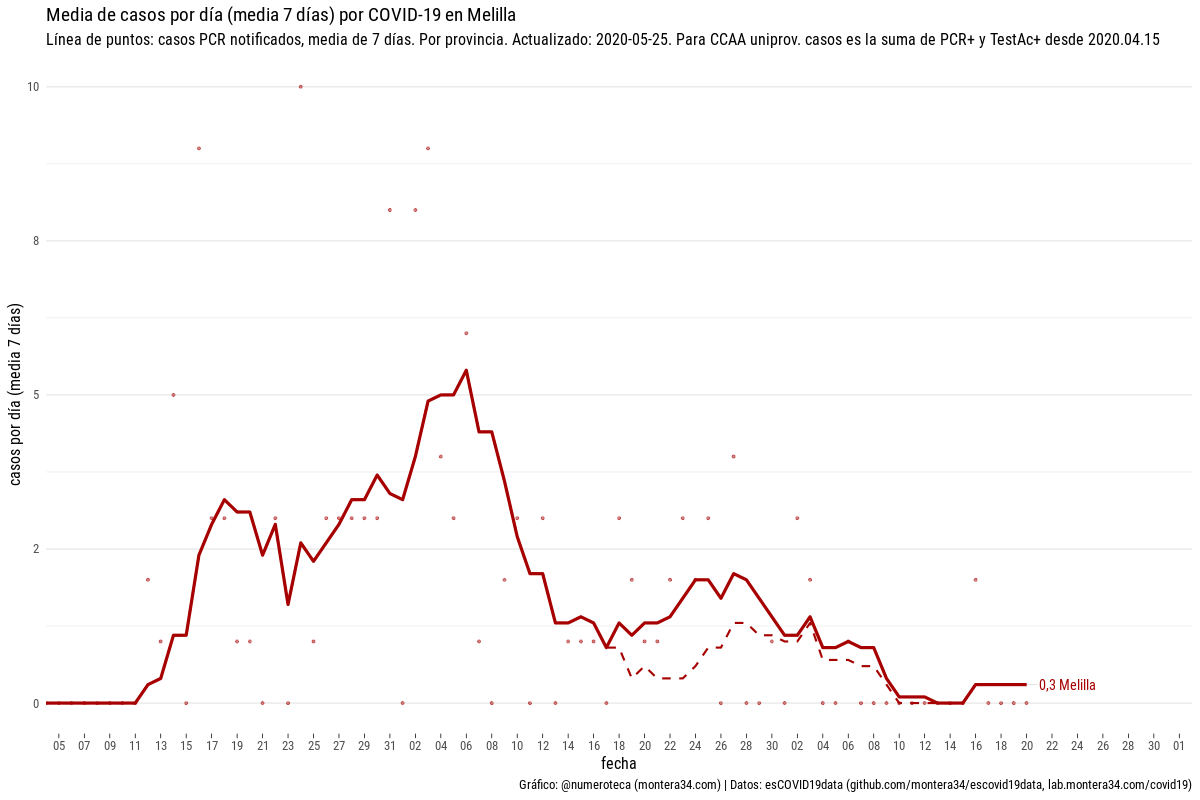 Media de casos por día (media 7 días) por COVID-19 en Melilla
Línea de puntos: casos PCR notificados, media de 7 días. Por provincia. Actualizado: 2020-05-25. Para CCAA uniprov. casos es la suma de PCR+ y TestAc+ desde 2020.04.15
casos por día (media 7 días)
10
8
5
2
0
0,3 Melilla
05 07 09 11 13 15 17 19 21 23 25 27 29 31 02 04 06 08 10 12 14 16 18 20 22 24 26 28 30 02 04 06 08 10 12 14 16 18 20 22 24 26 28 30 01
fecha
Gráfico: @numeroteca (montera34.com) | Datos: esCOVID19data (github.com/montera34/escovid19data, lab.montera34.com/covid19)